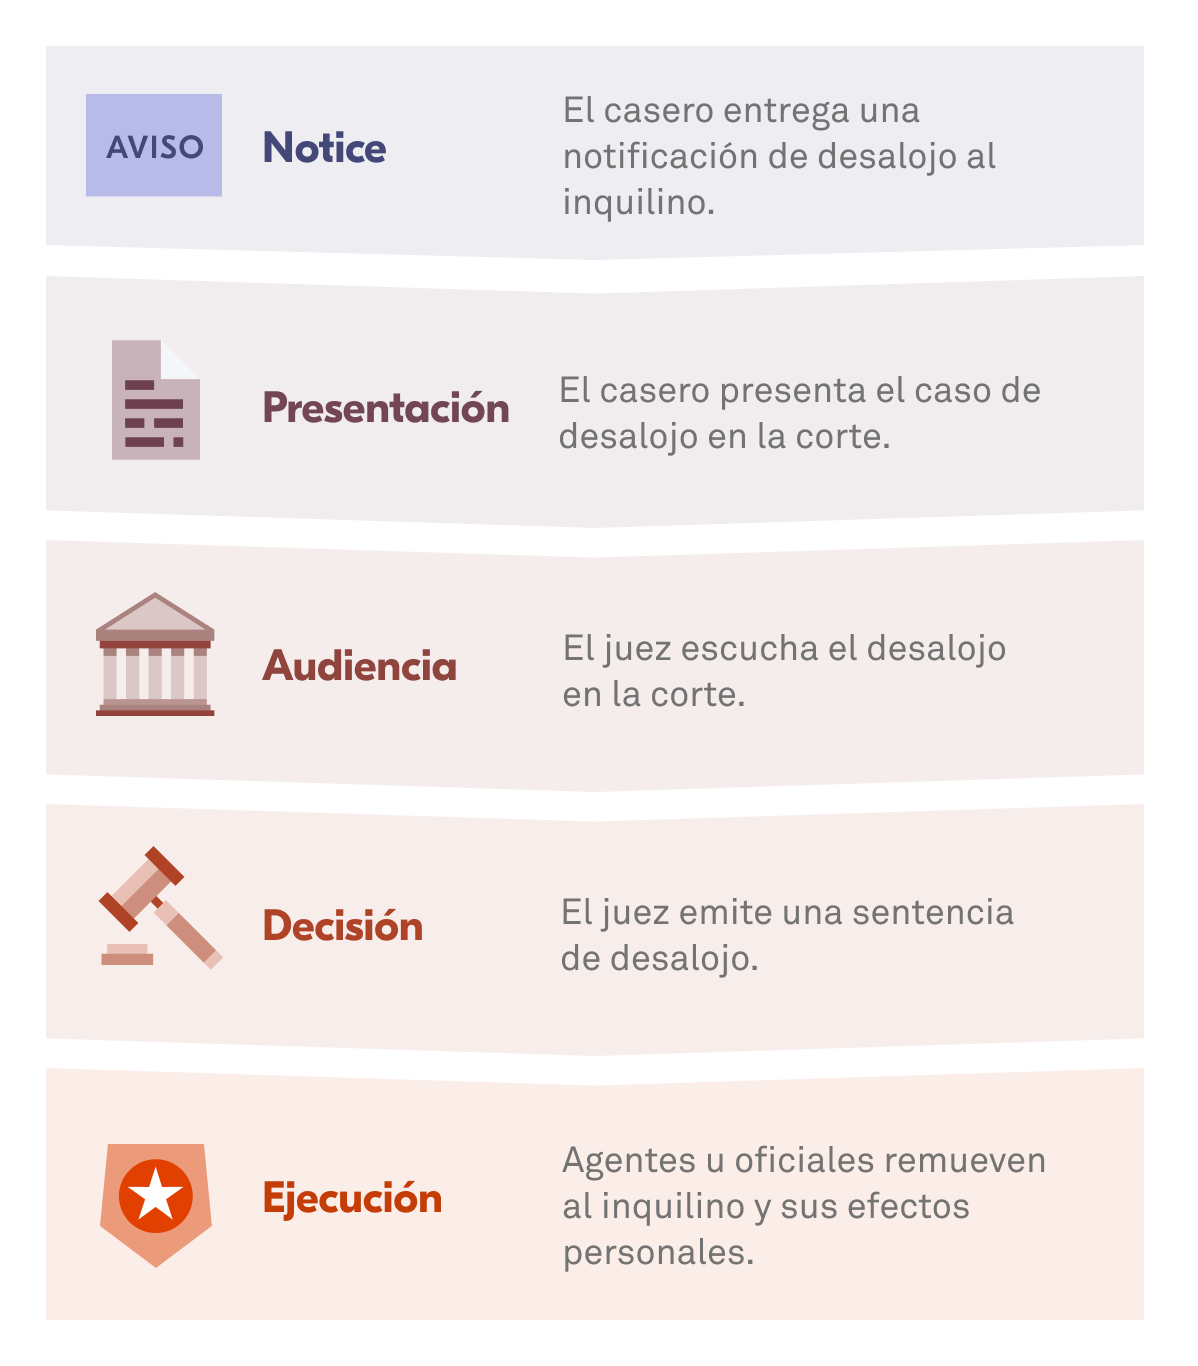 AVISO
Notice
El casero entrega una
notificación de desalojo al
inquilino.
Presentación
El casero presenta el caso de
desalojo en la corte.
Audiencia
El juez escucha el desalojo
en la corte.
Decisión
El juez emite una sentencia
de desalojo.
Ejecución
Agentes u oficiales remueven
al inquilino y sus efectos
personales.